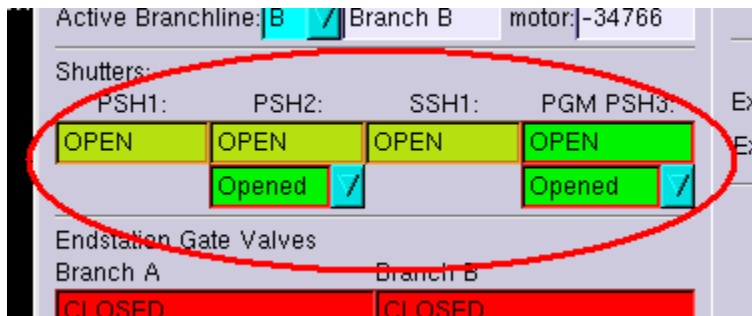 Active Branchline: B Branch B motor: -34766
Shutters:
PSH1: PSH2: SSH1: PGM PSH3:
OPEN OPEN OPEN OPEN
Opened Opened
Endstation Gate Valves
Branch A Branch B
CLOSED CLOSED